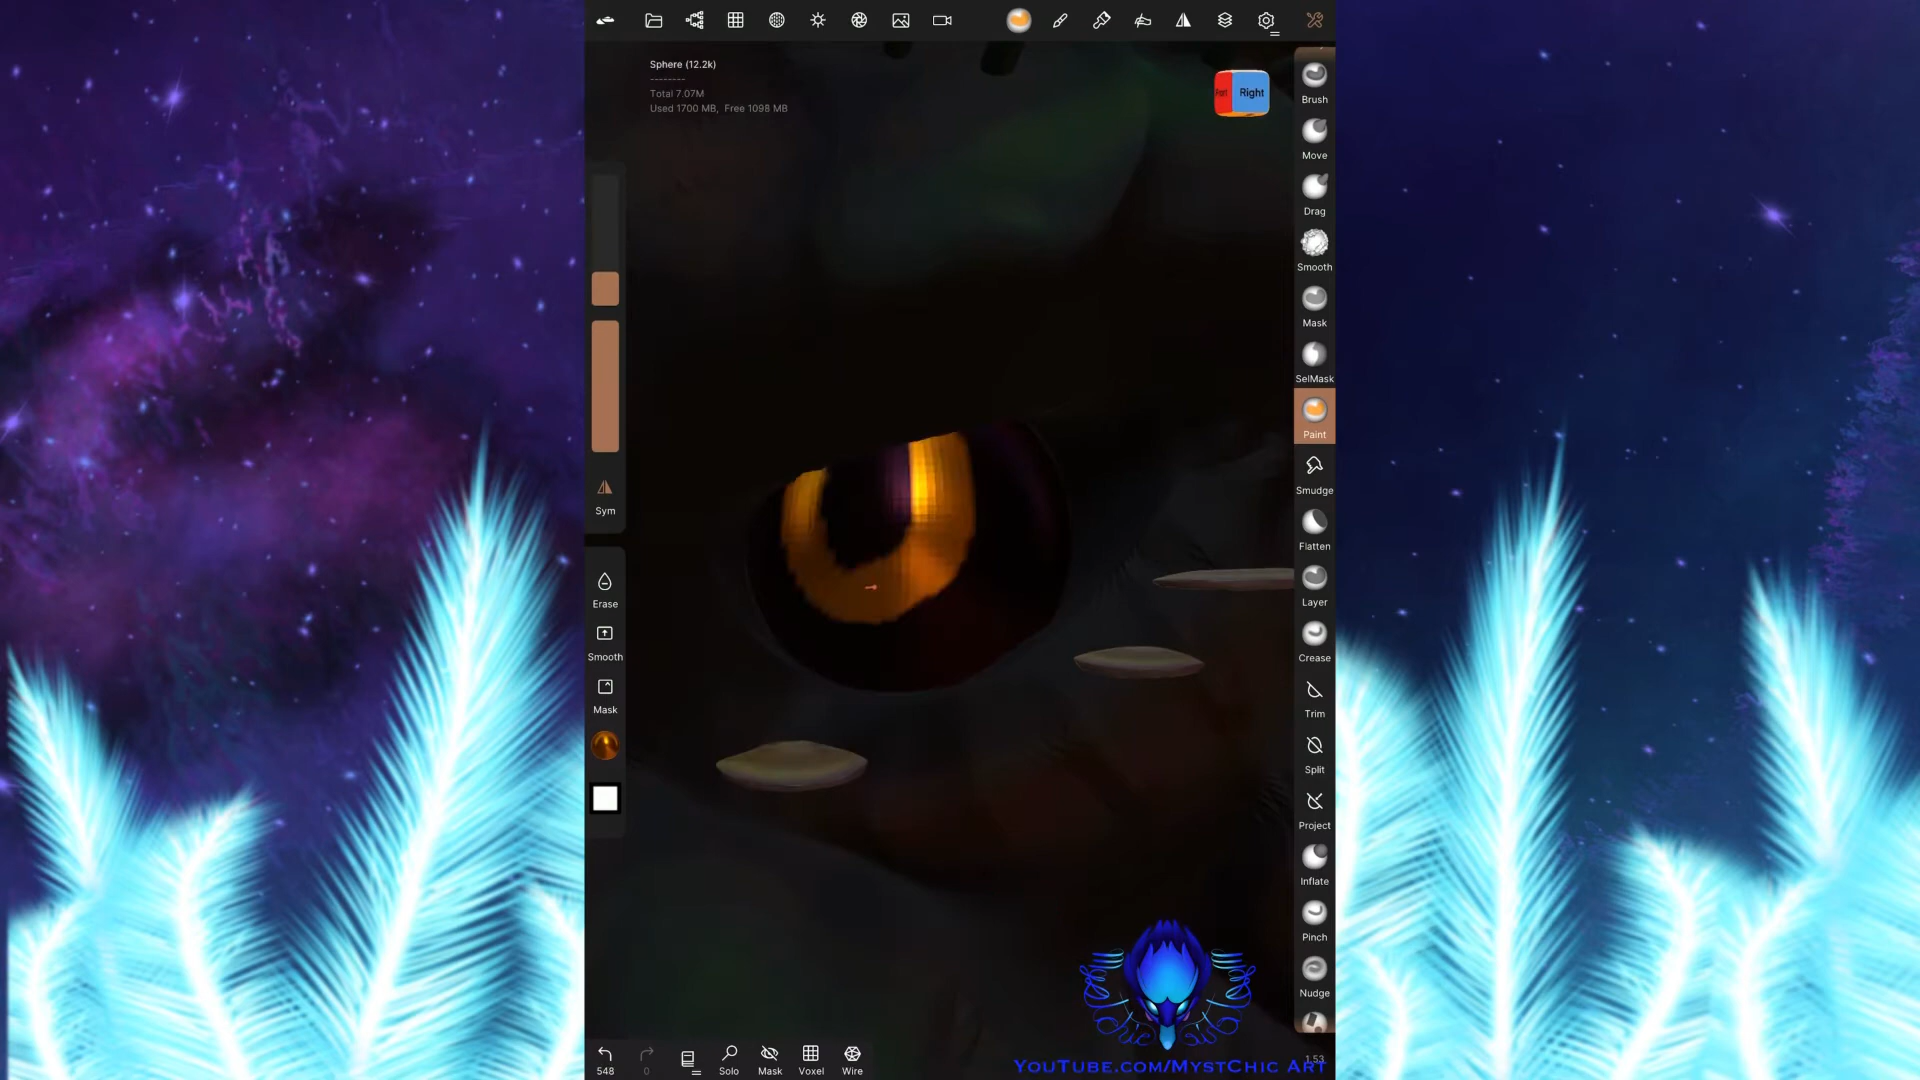 Sphere (12.2k)
--------
Total 7.07M
Used 1700 MB, Free 1098 MB
Right
Brush
Move
Drag
Smooth
Mask
SelMask
Paint
Smudge
Flatten
Layer
Crease
Trim
Split
Project
Inflate
Pinch
Nudge
Sym
Erase
Smooth
Mask
548
0
Solo
Mask
Voxel
Wire
1.53
YouTube.com/MystChic Art